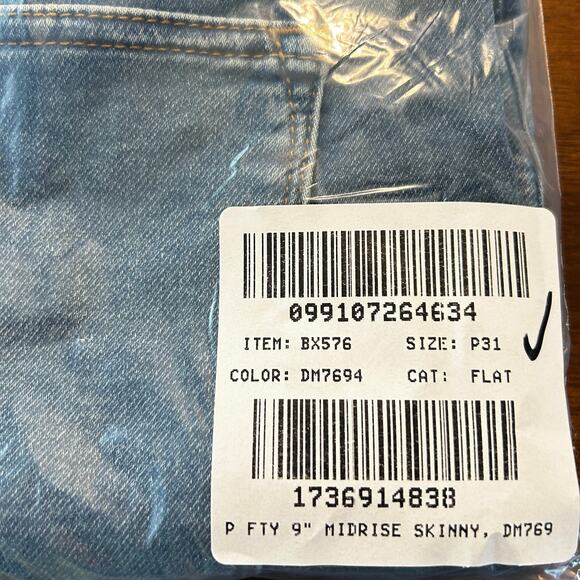 099107264634
ITEM: BX576 SIZE: P31
COLOR: DM7694 CAT: FLAT
1736914838
P FTY 9" MIDRISE SKINNY, DM769